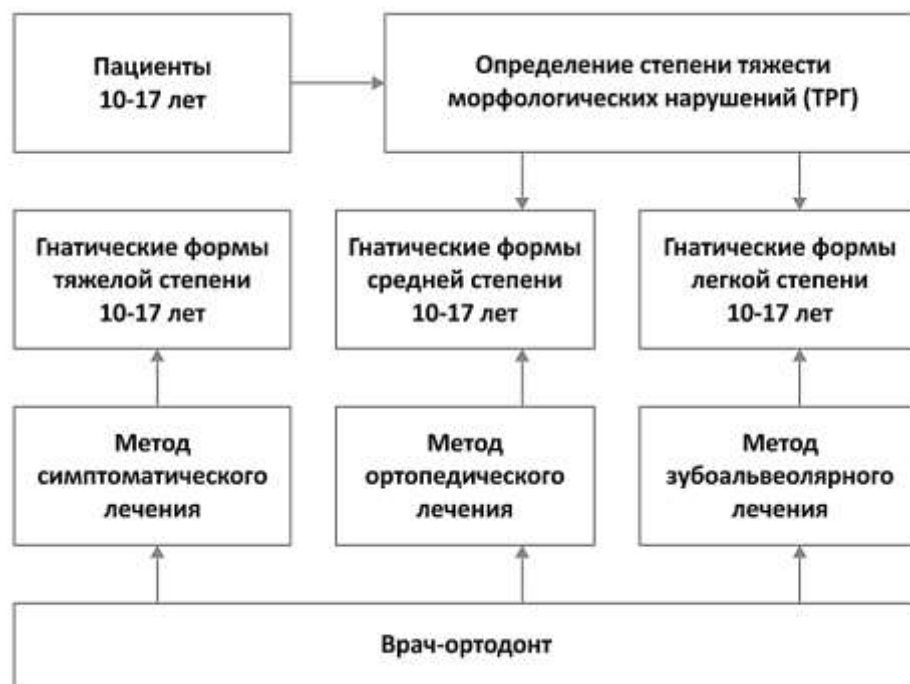 Пациенты
10-17 лет
Определение степени тяжести
морфологических нарушений (ТРГ)
Гнатические формы
тяжелой степени
10-17 лет
Гнатические формы
средней степени
10-17 лет
Гнатические формы
легкой степени
10-17 лет
Метод
симптоматического
лечения
Метод
ортопедического
лечения
Метод
зубоальвеолярного
лечения
Врач-ортодонт